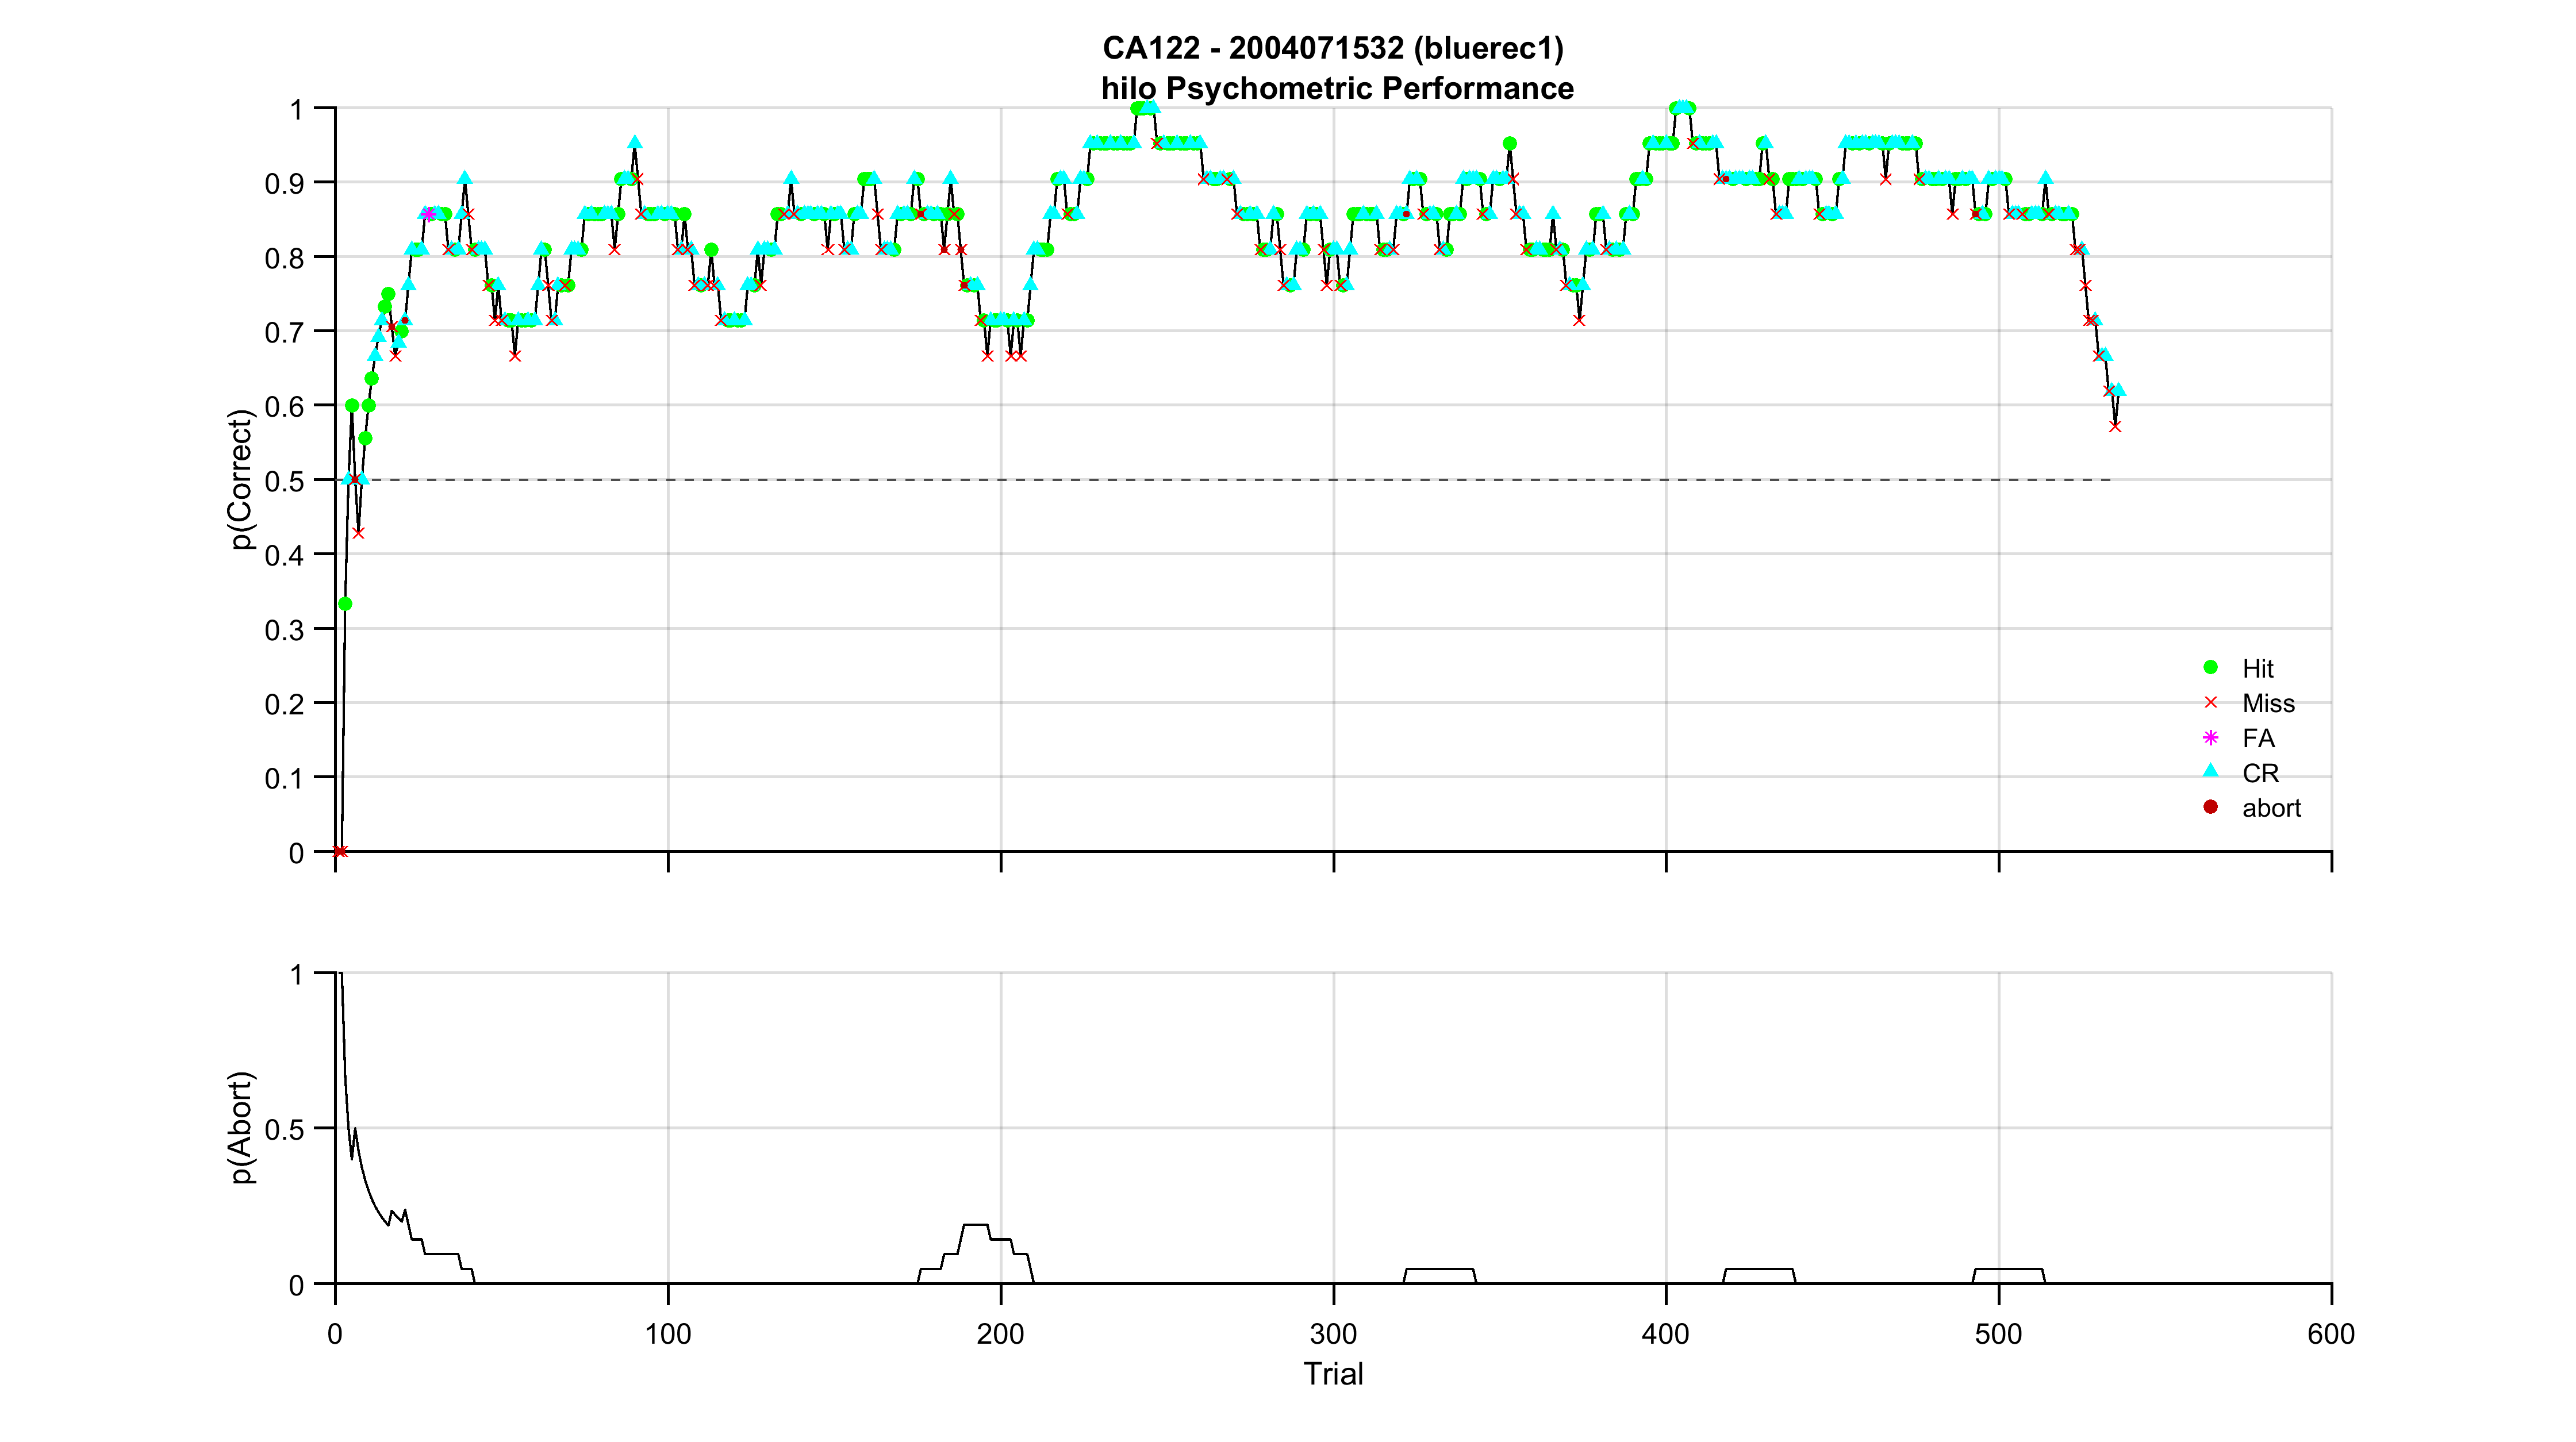 CA122 - 2004071532 (bluerec1)
hilo Psychometric Performance
1
0.9
0.8
0.7
0.6
0.5
0.4
0.3
0.2
0.1
0
p(Correct)
Hit
Miss
FA
CR
abort
1
0.5
0
p(Abort)
0 100 200 300 400 500 600
Trial